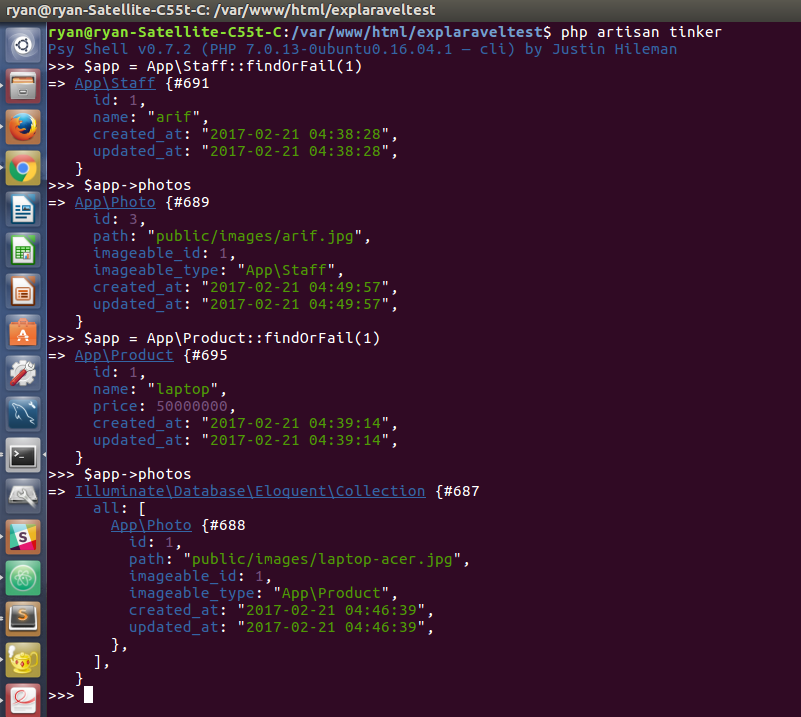 ryan@ryan-Satellite-C55t-C: /var/www/html/explaraveltest
ryan@ryan-Satellite-C55t-C:/var/www/html/explaraveltest$ php artisan tinker
Psy Shell v0.7.2 (PHP 7.0.13-0ubuntu0.16.04.1 — cli) by Justin Hileman
>>> $app = App\Staff::findOrFail(1)
=> App\Staff {#691
     id: 1,
     name: "arif",
     created_at: "2017-02-21 04:38:28",
     updated_at: "2017-02-21 04:38:28",
   }
>>> $app->photos
=> App\Photo {#689
     id: 3,
     path: "public/images/arif.jpg",
     imageable_id: 1,
     imageable_type: "App\Staff",
     created_at: "2017-02-21 04:49:57",
     updated_at: "2017-02-21 04:49:57",
   }
>>> $app = App\Product::findOrFail(1)
=> App\Product {#695
     id: 1,
     name: "laptop",
     price: 50000000,
     created_at: "2017-02-21 04:39:14",
     updated_at: "2017-02-21 04:39:14",
   }
>>> $app->photos
=> Illuminate\Database\Eloquent\Collection {#687
     all: [
       App\Photo {#688
         id: 1,
         path: "public/images/laptop-acer.jpg",
         imageable_id: 1,
         imageable_type: "App\Product",
         created_at: "2017-02-21 04:46:39",
         updated_at: "2017-02-21 04:46:39",
       },
     ],
   }
>>>